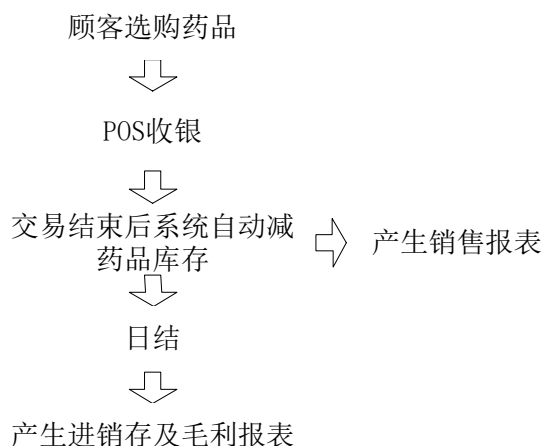 顾客选购药品
POS收银
交易结束后系统自动减
药品库存
产生销售报表
日结
产生进销存及毛利报表